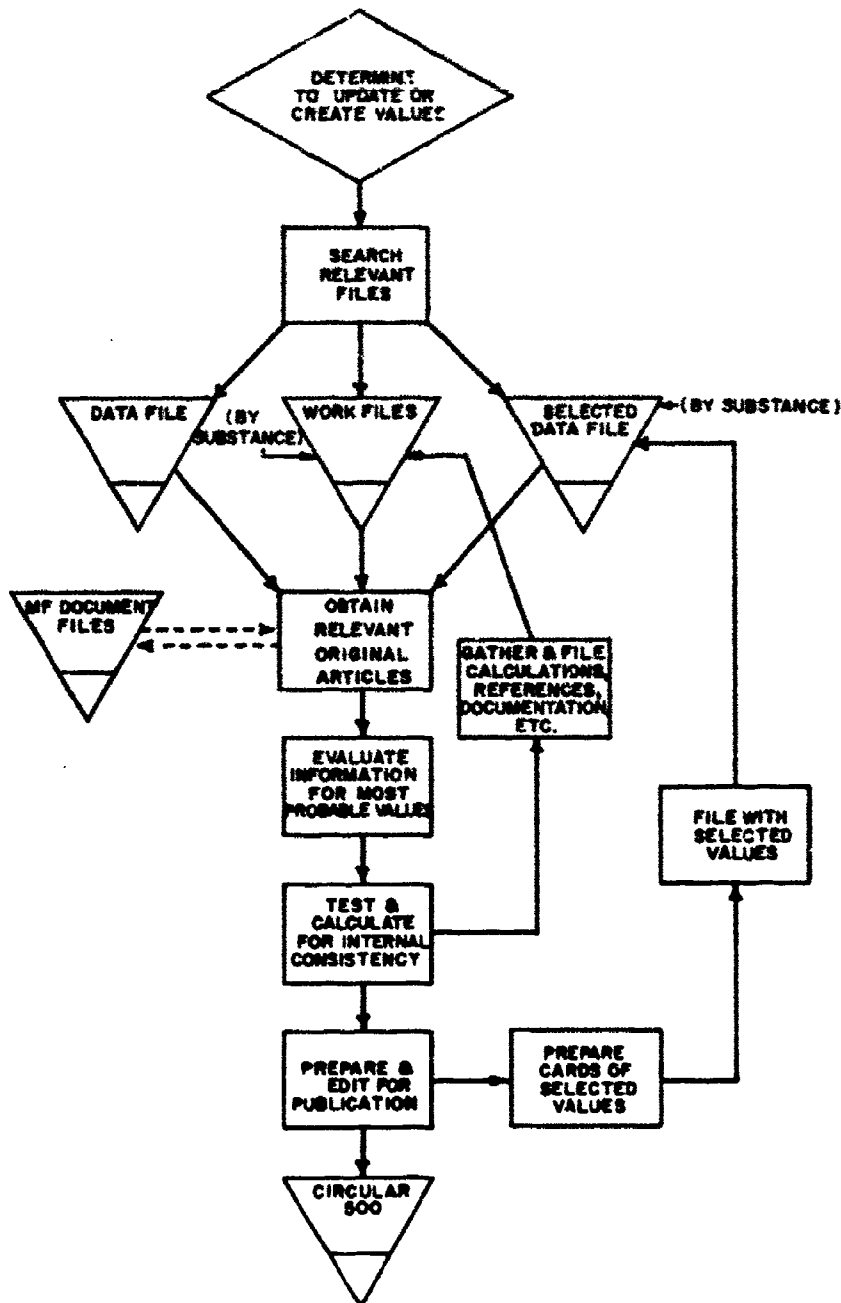 DETERMINE
TO UPDATE OR
CREATE VALUES
SEARCH
RELEVANT
FILES
DATA FILE
(BY
SUBSTANCE)
WORK FILES
SELECTED
DATA FILE
(BY SUBSTANCE)
MF DOCUMENT
FILES
OBTAIN
RELEVANT
ORIGINAL
ARTICLES
GATHER & FILE
CALCULATIONS,
REFERENCES,
DOCUMENTATION,
ETC.
EVALUATE
INFORMATION
FOR MOST
PROBABLE VALUES
FILE WITH
SELECTED
VALUES
TEST &
CALCULATE
FOR INTERNAL
CONSISTENCY
PREPARE &
EDIT FOR
PUBLICATION
PREPARE
CARDS OF
SELECTED
VALUES
CIRCULAR
500